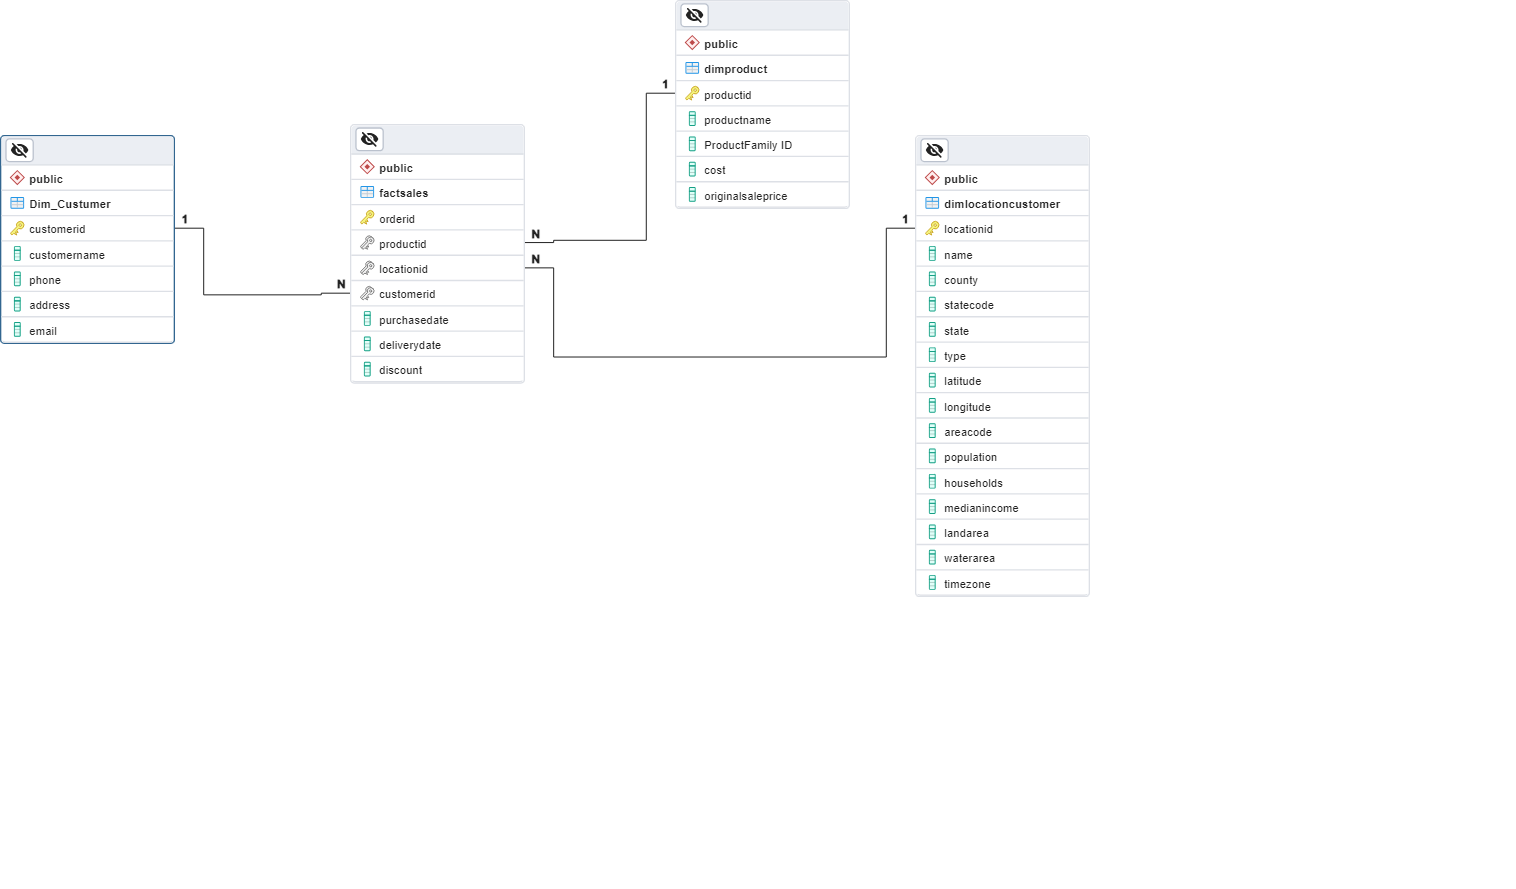 public
Dim_Custumer
customerid
customername
phone
address
email
1
N
public
factsales
orderid
productid
locationid
customerid
purchasedate
deliverydate
discount
N
N
1
public
dimproduct
productid
productname
ProductFamily ID
cost
originalsaleprice
1
public
dimlocationcustomer
locationid
name
county
statecode
state
type
latitude
longitude
areacode
population
households
medianincome
landarea
waterarea
timezone